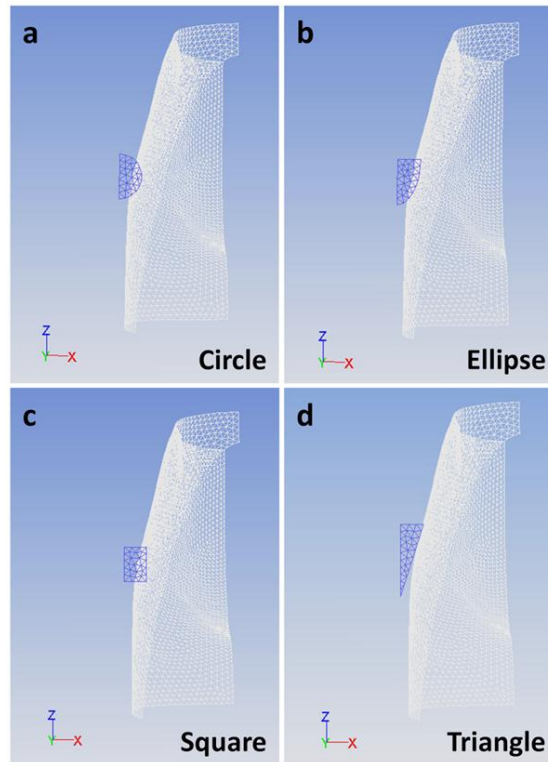 a
Z
Y X
Circle
b
Z
Y X
Ellipse
c
Z
Y X
Square
d
Z
Y X
Triangle